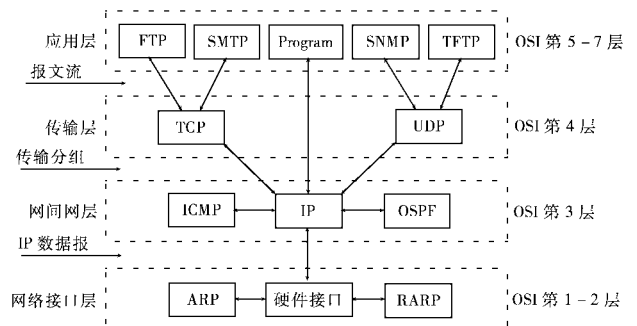 应用层 FTP SMTP Program SNMP TFTP OSI 第 5-7 层
报文流
传输层 TCP UDP OSI 第 4 层
传输分组
网间网层 ICMP IP OSPF OSI 第 3 层
IP 数据报
网络接口层 ARP 硬件接口 RARP OSI 第 1-2 层